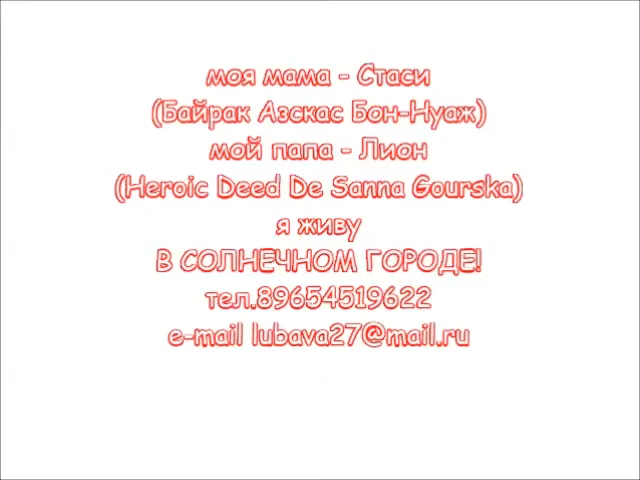 моя мама - Стаси
(Байрак Азскас Бон-Нуаж)
мой папа - Лион
(Heroic Deed De Sanna Gourska)
я живу
В СОЛНЕЧНОМ ГОРОДЕ!
тел.89654519622
e-mail lubava27@mail.ru